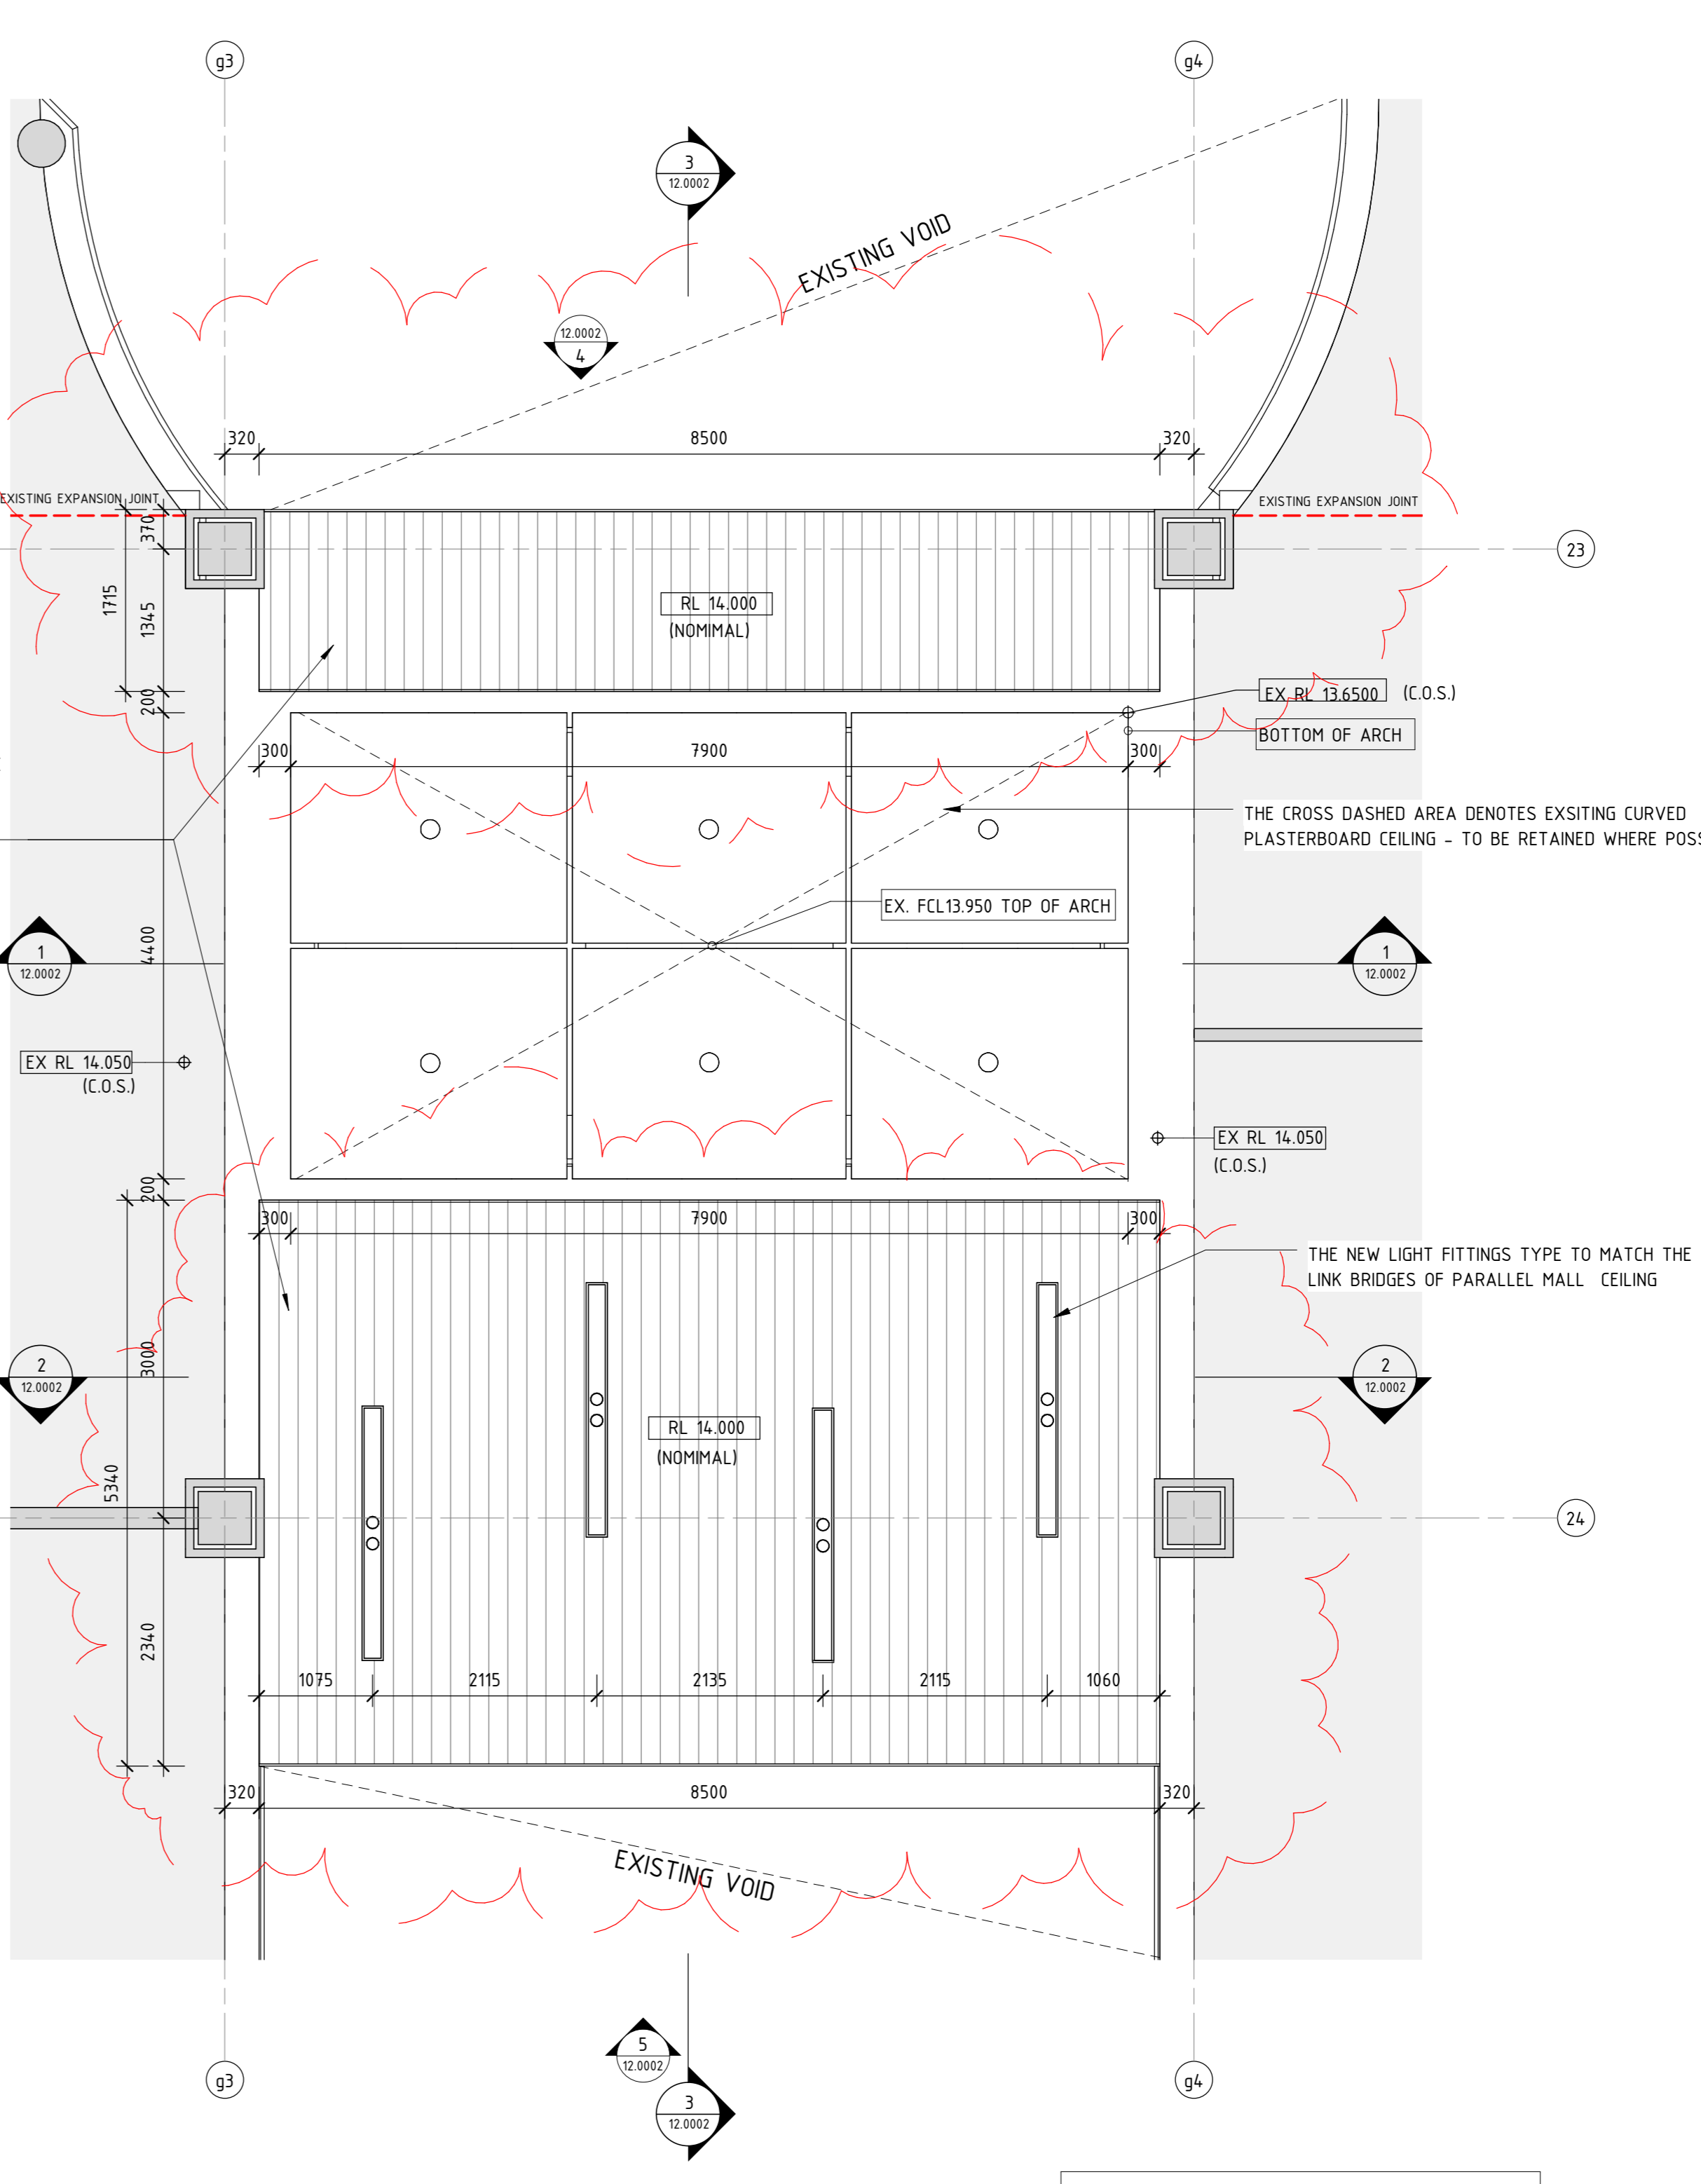 g3
g4
3
12.0002
EXISTING VOID
12.0002
4
320
8500
320
EXISTING EXPANSION JOINT
EXISTING EXPANSION JOINT
370
23
1715
1345
RL 14.000
(NOMIMAL)
200
EX RL 13.6500 (C.O.S.)
BOTTOM OF ARCH
300
7900
300
THE CROSS DASHED AREA DENOTES EXSITING CURVED
PLASTERBOARD CEILING - TO BE RETAINED WHERE POSS
EX. FCL13.950 TOP OF ARCH
4400
1
12.0002
1
12.0002
EX RL 14.050
(C.O.S.)
EX RL 14.050
(C.O.S.)
200
300
7900
300
THE NEW LIGHT FITTINGS TYPE TO MATCH THE
LINK BRIDGES OF PARALLEL MALL CEILING
3000
2
12.0002
2
12.0002
RL 14.000
(NOMIMAL)
5340
24
2340
1075
2115
2135
2115
1060
320
8500
320
EXISTING VOID
5
12.0002
g3
g4
3
12.0002